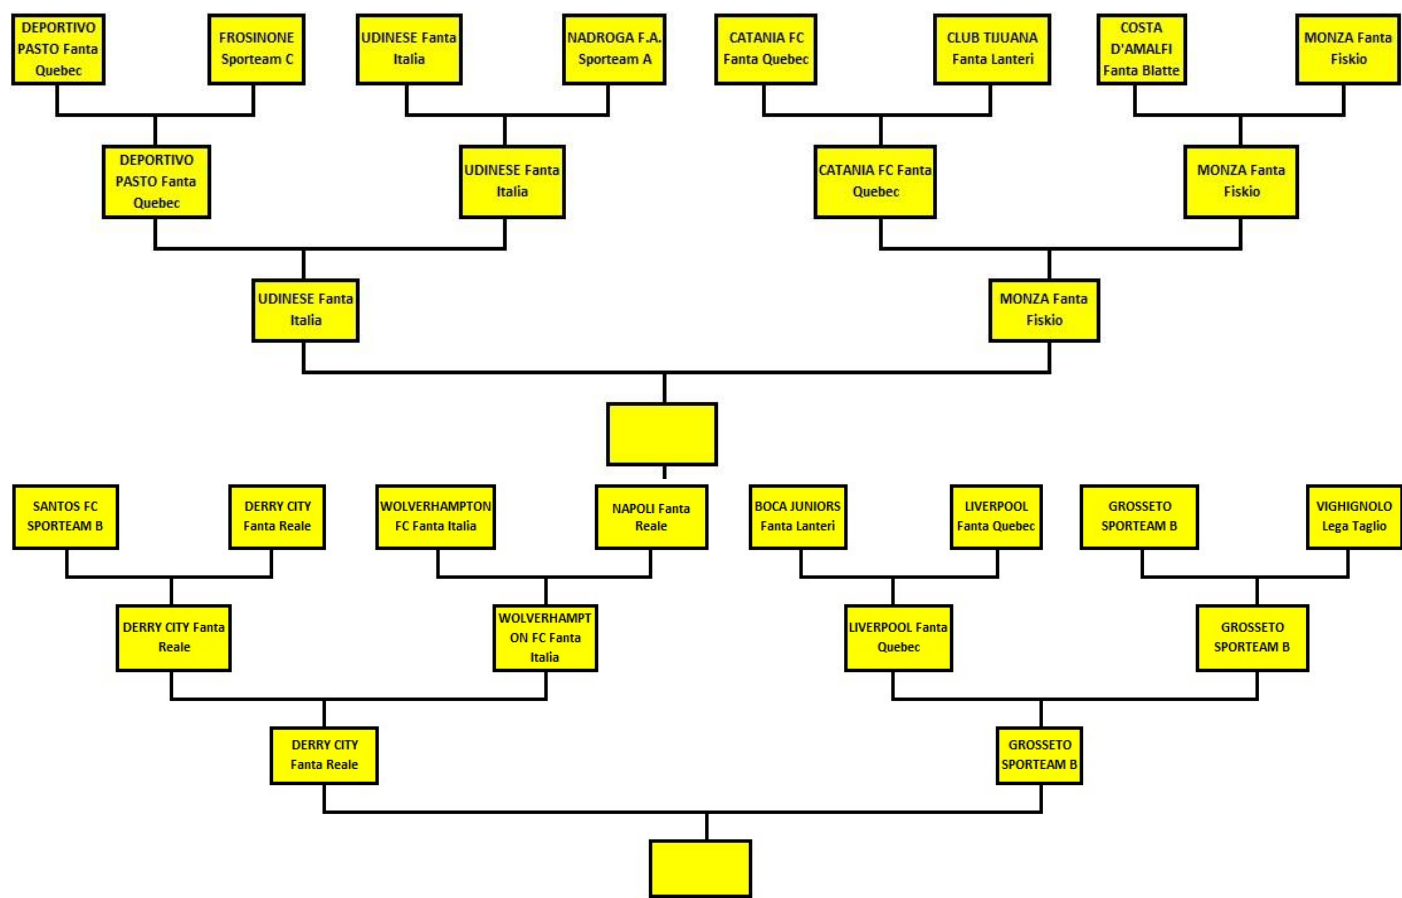 DEPORTIVO
PASTO Fanta
Quebec
FROSINONE
Sporteam C
UDINESE Fanta
Italia
NADROGA F.A.
Sporteam A
CATANIA FC
Fanta Quebec
CLUB TIJUANA
Fanta Lanteri
COSTA
D'AMALFI
Fanta Blatte
MONZA Fanta
Fiskio
DEPORTIVO
PASTO Fanta
Quebec
UDINESE Fanta
Italia
CATANIA FC Fanta
Quebec
MONZA Fanta
Fiskio
UDINESE Fanta
Italia
MONZA Fanta
Fiskio
SANTOS FC
SPORTEAM B
DERRY CITY
Fanta Reale
WOLVERHAMPTON
FC Fanta Italia
NAPOLI Fanta
Reale
BOCA JUNIORS
Fanta Lanteri
LIVERPOOL
Fanta Quebec
GROSSETO
SPORTEAM B
VIGHIGNOLO
Lega Taglio
DERRY CITY Fanta
Reale
WOLVERHAMPT
ON FC Fanta
Italia
LIVERPOOL Fanta
Quebec
GROSSETO
SPORTEAM B
DERRY CITY
Fanta Reale
GROSSETO
SPORTEAM B